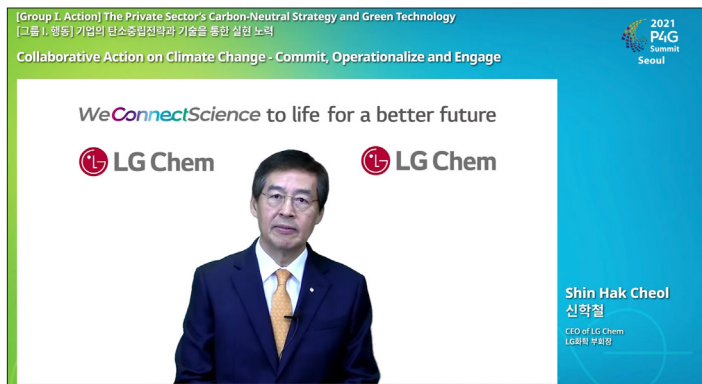 [Group I. Action] The Private Sector's Carbon-Neutral Strategy and Green Technology
[그룹 I. 행동] 기업의 탄소중립전략과 기술을 통한 실현 노력
Collaborative Action on Climate Change - Commit, Operationalize and Engage
2021
P4G
Summit
Seoul
WeConnectScience to life for a better future
LG Chem
LG Chem
Shin Hak Cheol
신학철
CEO of LG Chem
LG화학 부회장